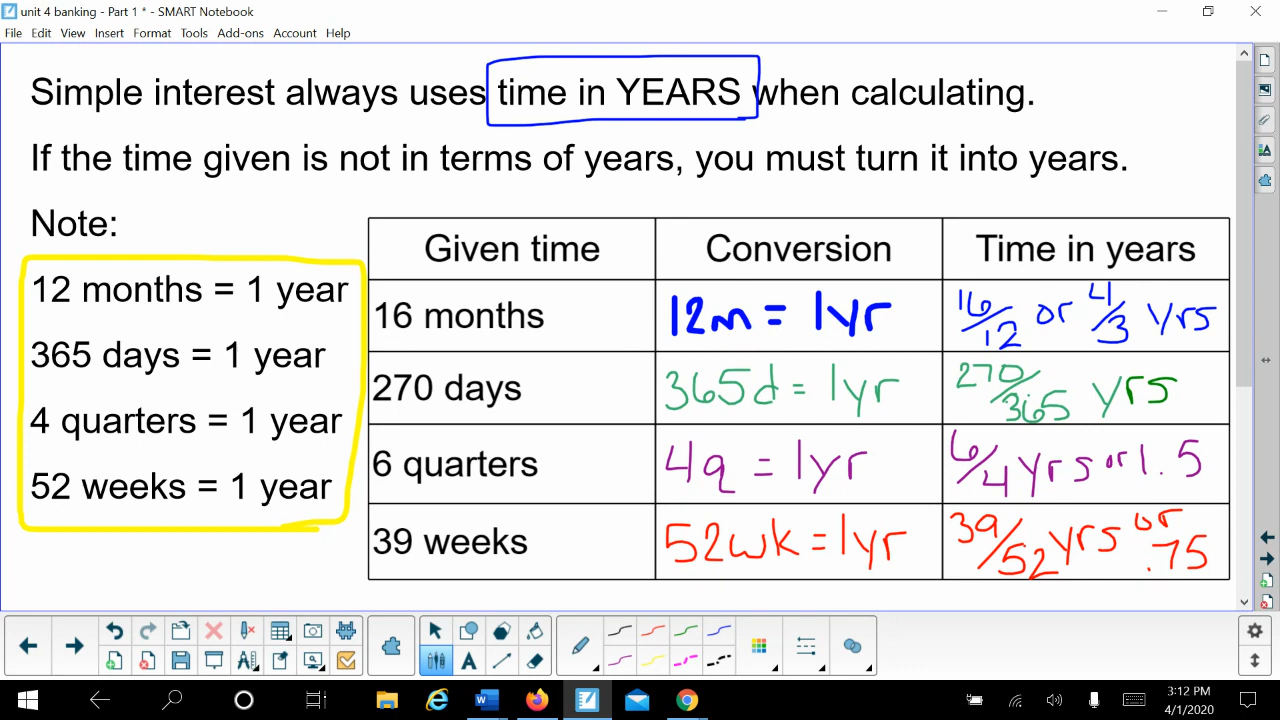 unit 4 banking - Part 1 * - SMART Notebook
File Edit View Insert Format Tools Add-ons Account Help
Simple interest always uses time in YEARS when calculating.
If the time given is not in terms of years, you must turn it into years.
Note:
12 months = 1 year
365 days = 1 year
4 quarters = 1 year
52 weeks = 1 year
Given time Conversion Time in years
16 months 12m = 1yr 16/12 or 4/3 yrs
270 days 365d = 1yr 270/365 yrs
6 quarters 4q = 1yr 6/4 yrs or 1.5
39 weeks 52wk = 1yr 39/52 yrs or .75
3:12 PM
4/1/2020